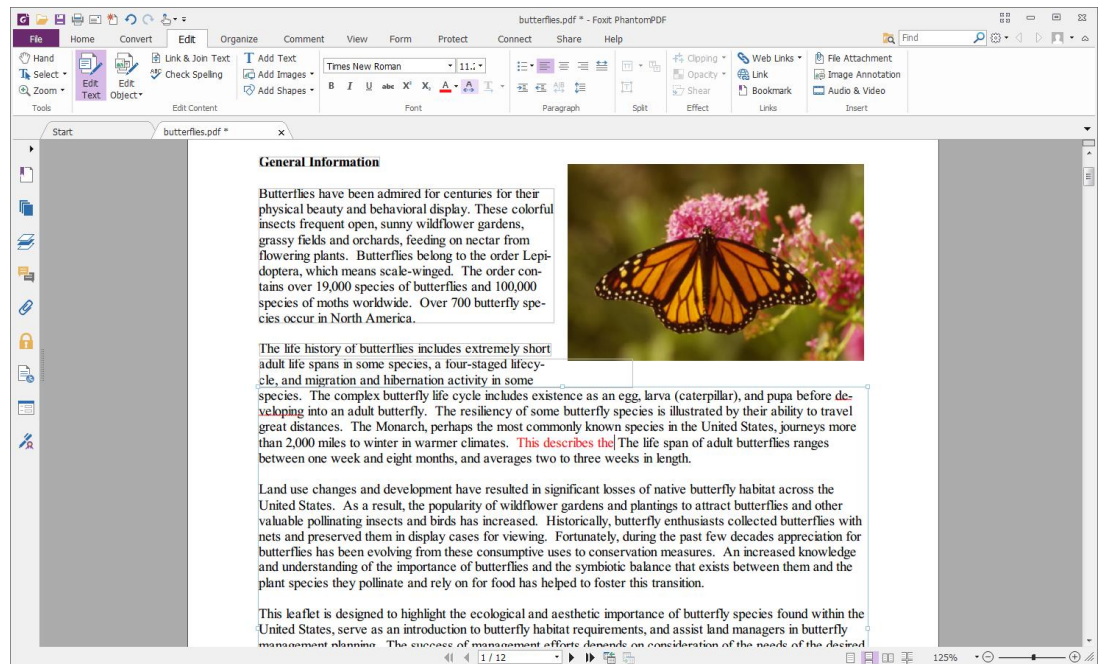 butterflies.pdf * - Foxit PhantomPDF
File Home Convert Edit Organize Comment View Form Protect Connect Share Help Find
Hand
Select
Zoom
Tools
Edit Text
Edit Object
Link & Join Text
Check Spelling
Edit Content
Add Text
Add Images
Add Shapes
Times New Roman 11.:
B I U abc X² X₂ A A T
Font
Paragraph
Split
Clipping
Opacity
Shear
Effect
Web Links
Link
Bookmark
Links
File Attachment
Image Annotation
Audio & Video
Insert
Start butterflies.pdf * x
General Information
Butterflies have been admired for centuries for their
physical beauty and behavioral display. These colorful
insects frequent open, sunny wildflower gardens,
grassy fields and orchards, feeding on nectar from
flowering plants. Butterflies belong to the order Lepi-
doptera, which means scale-winged. The order con-
tains over 19,000 species of butterflies and 100,000
species of moths worldwide. Over 700 butterfly spe-
cies occur in North America.
The life history of butterflies includes extremely short
adult life spans in some species, a four-staged lifecy-
cle, and migration and hibernation activity in some
species. The complex butterfly life cycle includes existence as an egg, larva (caterpillar), and pupa before de-
veloping into an adult butterfly. The resiliency of some butterfly species is illustrated by their ability to travel
great distances. The Monarch, perhaps the most commonly known species in the United States, journeys more
than 2,000 miles to winter in warmer climates. This describes the The life span of adult butterflies ranges
between one week and eight months, and averages two to three weeks in length.
Land use changes and development have resulted in significant losses of native butterfly habitat across the
United States. As a result, the popularity of wildflower gardens and plantings to attract butterflies and other
valuable pollinating insects and birds has increased. Historically, butterfly enthusiasts collected butterflies with
nets and preserved them in display cases for viewing. Fortunately, during the past few decades appreciation for
butterflies has been evolving from these consumptive uses to conservation measures. An increased knowledge
and understanding of the importance of butterflies and the symbiotic balance that exists between them and the
plant species they pollinate and rely on for food has helped to foster this transition.
This leaflet is designed to highlight the ecological and aesthetic importance of butterfly species found within the
United States, serve as an introduction to butterfly habitat requirements, and assist land managers in butterfly
management planning. The success of management efforts depends on consideration of the needs of the desired
1 / 12
125%